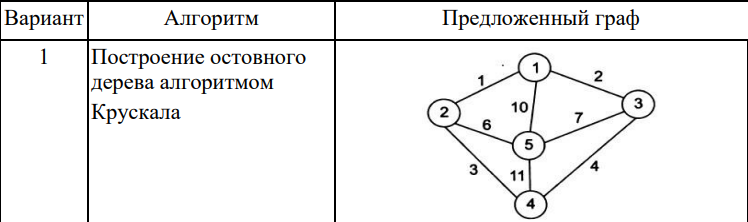 Вариант Алгоритм Предложенный граф
1 Построение остовного
дерева алгоритмом
Крускала
1
1 2
2 10 3
6 7
5
3 11 4
4